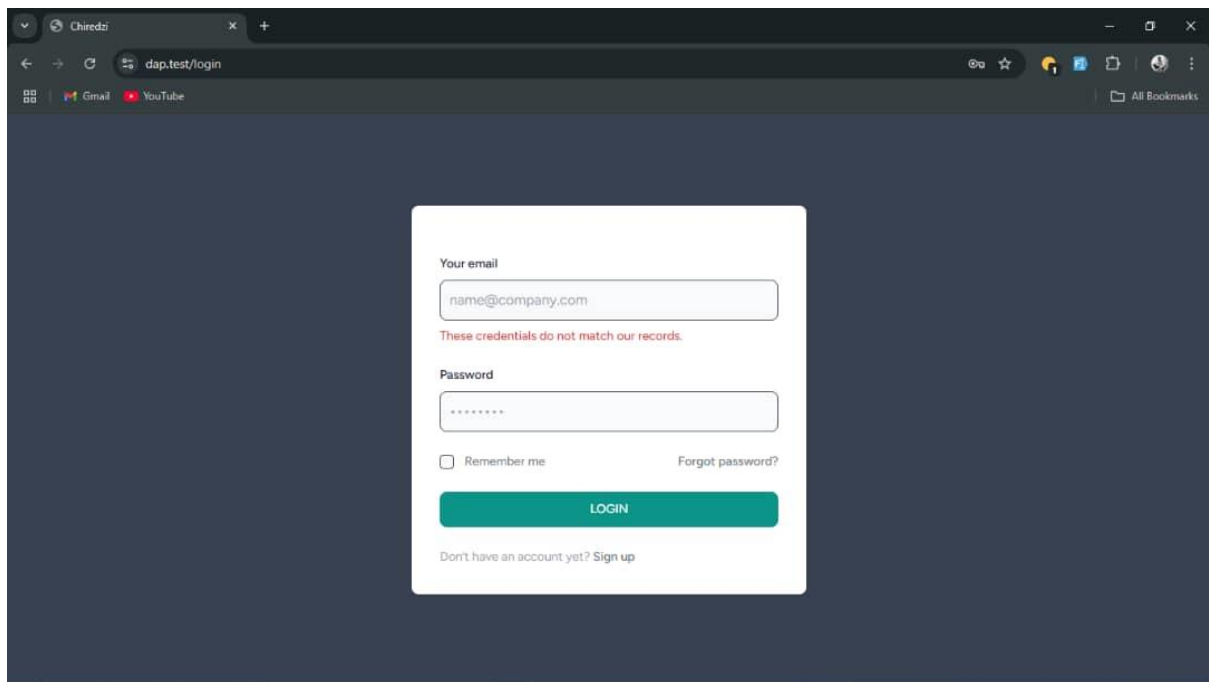 Chiredzi
dap.test/login
Gmail YouTube All Bookmarks
Your email
name@company.com
These credentials do not match our records.
Password
Remember me Forgot password?
LOGIN
Don't have an account yet? Sign up